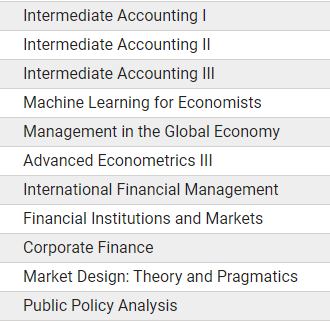 Intermediate Accounting I
Intermediate Accounting II
Intermediate Accounting III
Machine Learning for Economists
Management in the Global Economy
Advanced Econometrics III
International Financial Management
Financial Institutions and Markets
Corporate Finance
Market Design: Theory and Pragmatics
Public Policy Analysis